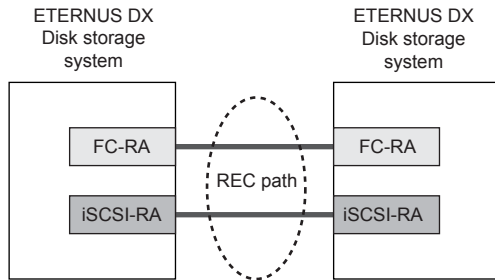 ETERNUS DX
Disk storage
system
ETERNUS DX
Disk storage
system
FC-RA
FC-RA
REC path
iSCSI-RA
iSCSI-RA